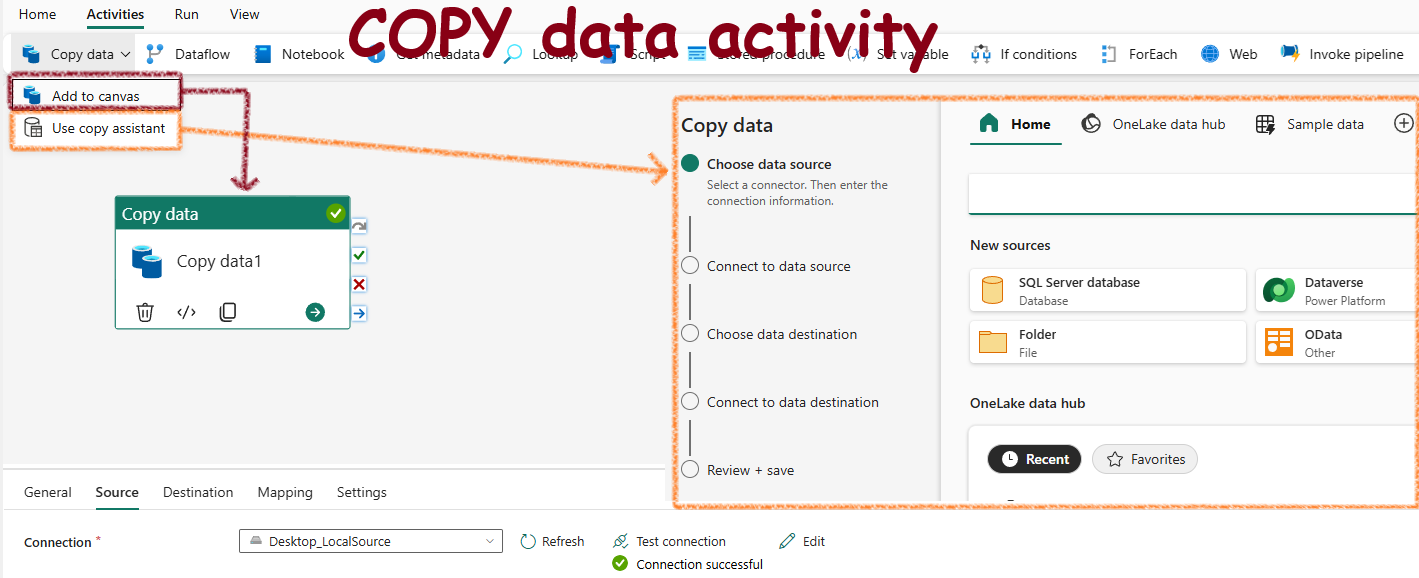 Home Activities Run View
COPY data activity
Copy data Dataflow Notebook Get metadata Lookup Script Stored procedure (x) Set variable If conditions ForEach Web Invoke pipeline
Add to canvas
Use copy assistant
Copy data
Copy data1
</>
Copy data
Choose data source
Select a connector. Then enter the
connection information.
Connect to data source
Choose data destination
Connect to data destination
Review + save
Home OneLake data hub Sample data
New sources
SQL Server database
Database
Dataverse
Power Platform
Folder
File
OData
Other
OneLake data hub
Recent Favorites
General Source Destination Mapping Settings
Connection * Desktop_LocalSource Refresh Test connection Edit
Connection successful